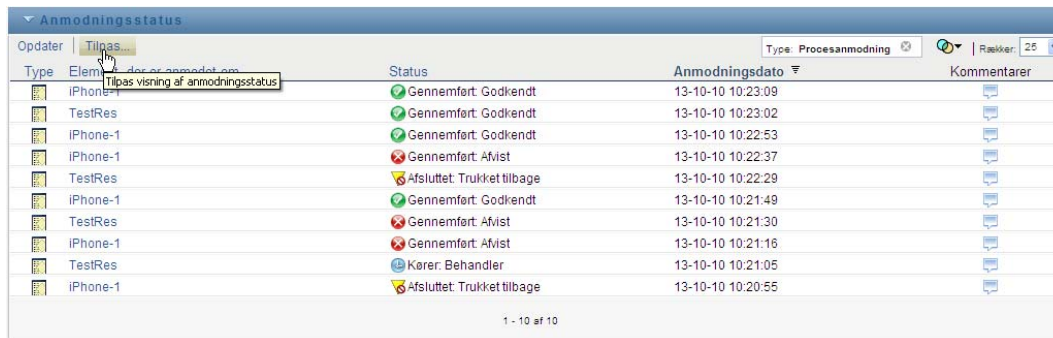 Anmodningsstatus
Opdater Tilpas... Type: Procesanmodning Rækker: 25
Type Element, der er anmodet om Status Anmodningsdato Kommentarer
Tilpas visning af anmodningsstatus
iPhone-1 Gennemført: Godkendt 13-10-10 10:23:09
TestRes Gennemført: Godkendt 13-10-10 10:23:02
iPhone-1 Gennemført: Godkendt 13-10-10 10:22:53
iPhone-1 Gennemført: Afvist 13-10-10 10:22:37
TestRes Afsluttet: Trukket tilbage 13-10-10 10:22:29
iPhone-1 Gennemført: Godkendt 13-10-10 10:21:49
TestRes Gennemført: Afvist 13-10-10 10:21:30
iPhone-1 Gennemført: Afvist 13-10-10 10:21:16
TestRes Kører: Behandler 13-10-10 10:21:05
iPhone-1 Afsluttet: Trukket tilbage 13-10-10 10:20:55
1 - 10 af 10